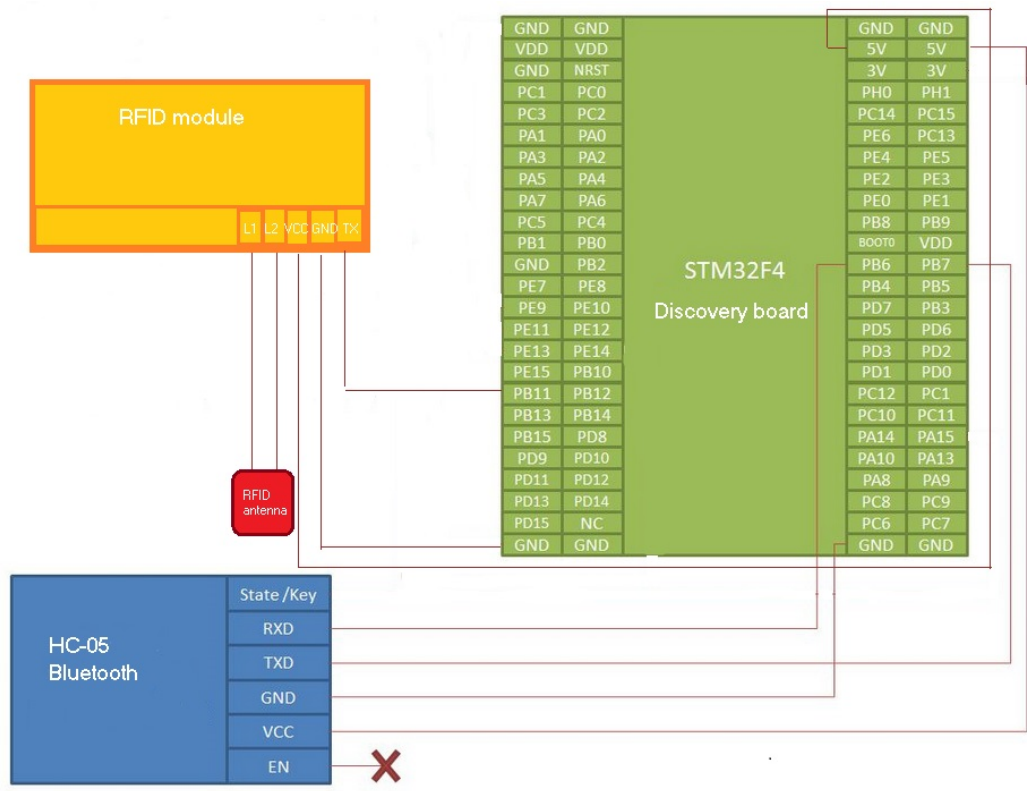 RFID module
L1 L2 VCC GND TX
RFID
antenna
HC-05
Bluetooth
State /Key
RXD
TXD
GND
VCC
EN
STM32F4
Discovery board
GND GND
VDD VDD
GND NRST
PC1 PC0
PC3 PC2
PA1 PA0
PA3 PA2
PA5 PA4
PA7 PA6
PC5 PC4
PB1 PB0
GND PB2
PE7 PE8
PE9 PE10
PE11 PE12
PE13 PE14
PE15 PB10
PB11 PB12
PB13 PB14
PB15 PD8
PD9 PD10
PD11 PD12
PD13 PD14
PD15 NC
GND GND
GND GND
5V 5V
3V 3V
PH0 PH1
PC14 PC15
PE6 PC13
PE4 PE5
PE2 PE3
PE0 PE1
PB8 PB9
BOOT0 VDD
PB6 PB7
PB4 PB5
PD7 PB3
PD5 PD6
PD3 PD2
PD1 PD0
PC12 PC1
PC10 PC11
PA14 PA15
PA10 PA13
PA8 PA9
PC8 PC9
PC6 PC7
GND GND